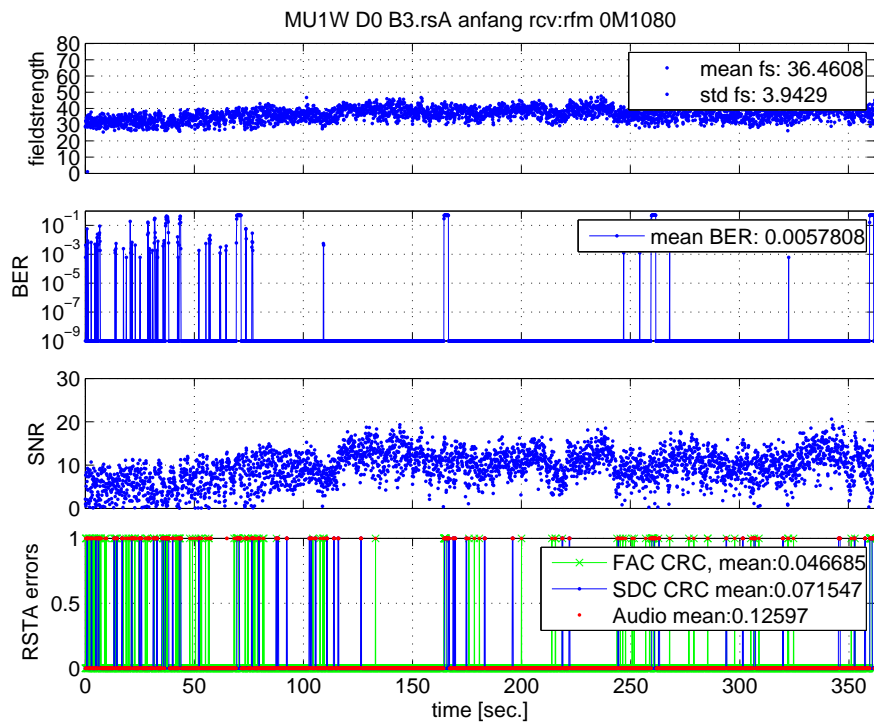 MU1W D0 B3.rsA anfang rcv:rfm 0M1080
80
70
60
50
40
30
20
10
0
fieldstrength
mean fs: 36.4608
std fs: 3.9429
10^−1
10^−3
10^−5
10^−7
10^−9
BER
mean BER: 0.0057808
30
20
10
0
SNR
1
0.5
0
RSTA errors
FAC CRC, mean:0.046685
SDC CRC mean:0.071547
Audio mean:0.12597
0 50 100 150 200 250 300 350
time [sec.]